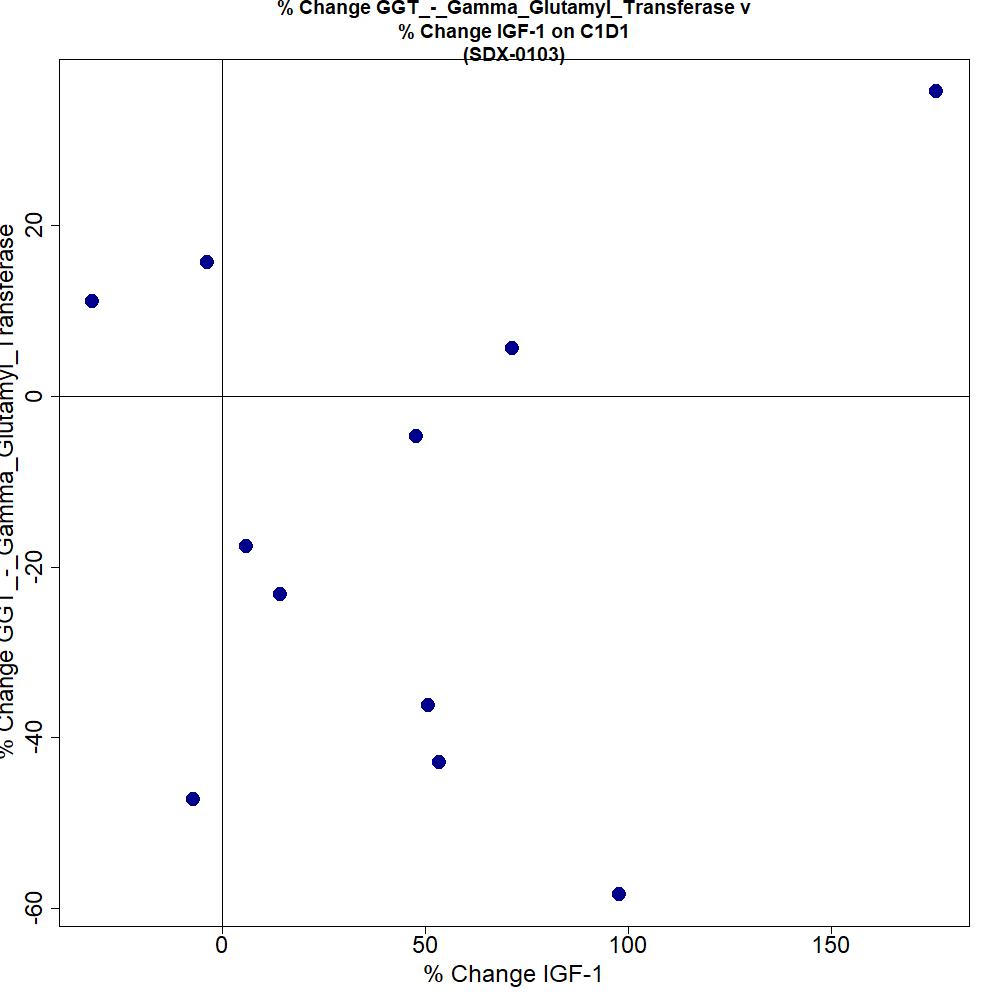 % Change GGT_-_Gamma_Glutamyl_Transferase v
% Change IGF-1 on C1D1
(SDX-0103)
% Change GGT_-_Gamma_Glutamyl_Transferase
20
0
-20
-40
-60
0 50 100 150
% Change IGF-1